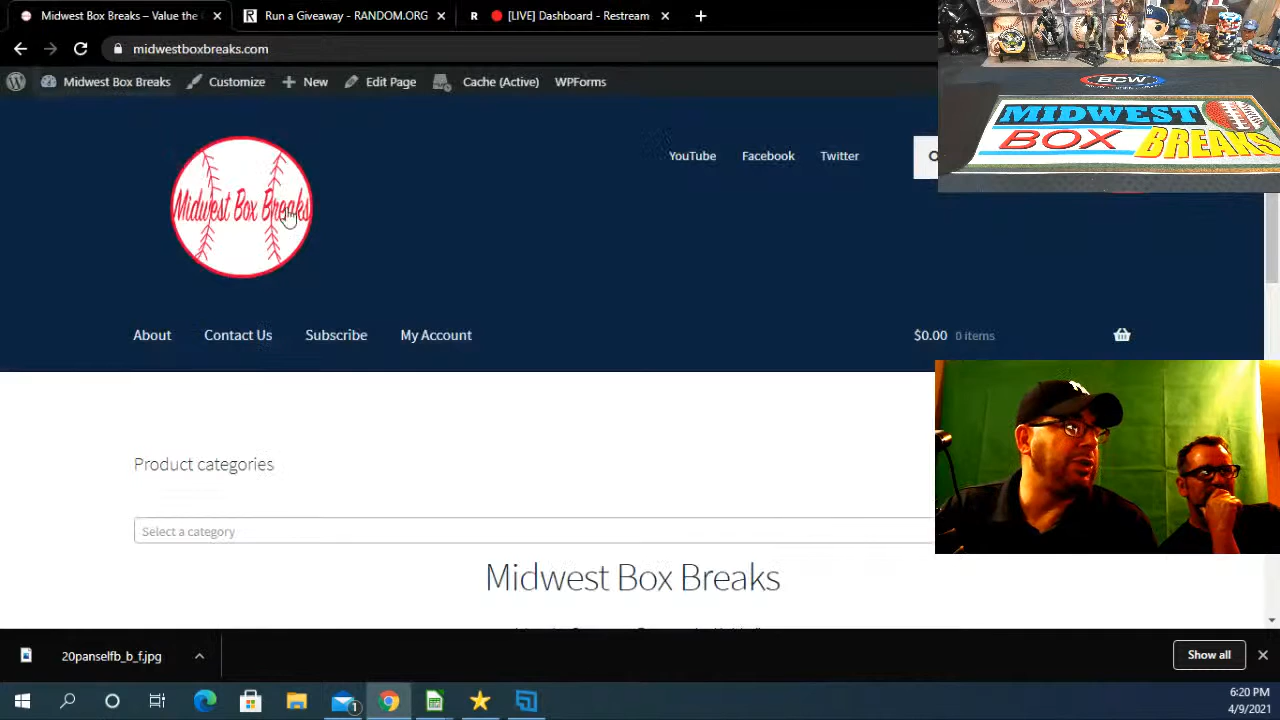 Midwest Box Breaks – Value the
Run a Giveaway - RANDOM.ORG
R [LIVE] Dashboard - Restream
midwestboxbreaks.com
Midwest Box Breaks Customize New Edit Page Cache (Active) WPForms
BCW
MIDWEST
BOX BREAKS
YouTube Facebook Twitter
Midwest Box Breaks
About Contact Us Subscribe My Account
$0.00 0 items
Product categories
Select a category
Midwest Box Breaks
20panselfb_b_f.jpg
Show all
1
6:20 PM
4/9/2021